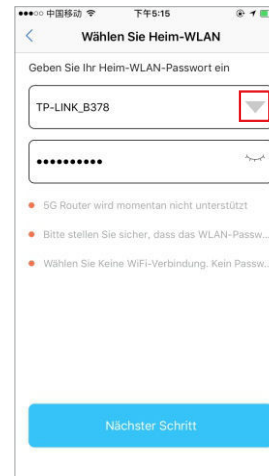 中国移动 下午5:15
Wählen Sie Heim-WLAN
Geben Sie Ihr Heim-WLAN-Passwort ein
TP-LINK_B378
••••••••••
5G Router wird momentan nicht unterstützt
Bitte stellen Sie sicher, dass das WLAN-Passw...
Wählen Sie Keine WiFi-Verbindung. Kein Passw...
Nächster Schritt